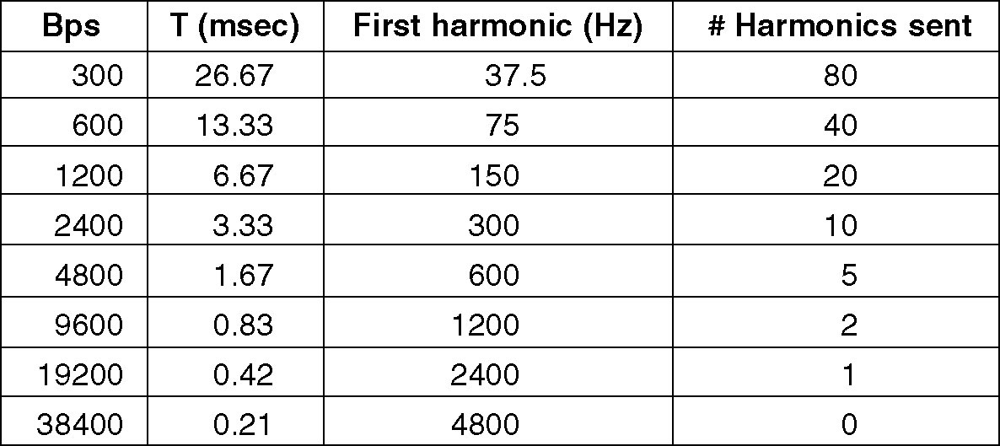 Bps T (msec) First harmonic (Hz) # Harmonics sent
300 26.67 37.5 80
600 13.33 75 40
1200 6.67 150 20
2400 3.33 300 10
4800 1.67 600 5
9600 0.83 1200 2
19200 0.42 2400 1
38400 0.21 4800 0